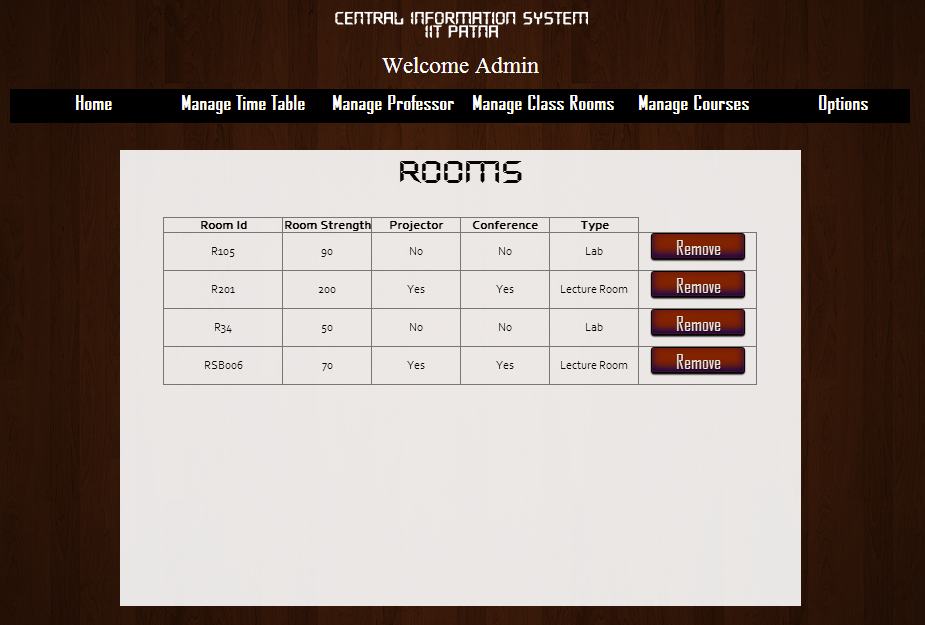 CENTRAL INFORMATION SYSTEM
IIT PATNA
Welcome Admin
Home Manage Time Table Manage Professor Manage Class Rooms Manage Courses Options
ROOMS
Room Id Room Strength Projector Conference Type
R105 90 No No Lab Remove
R201 200 Yes Yes Lecture Room Remove
R34 50 No No Lab Remove
RSB006 70 Yes Yes Lecture Room Remove